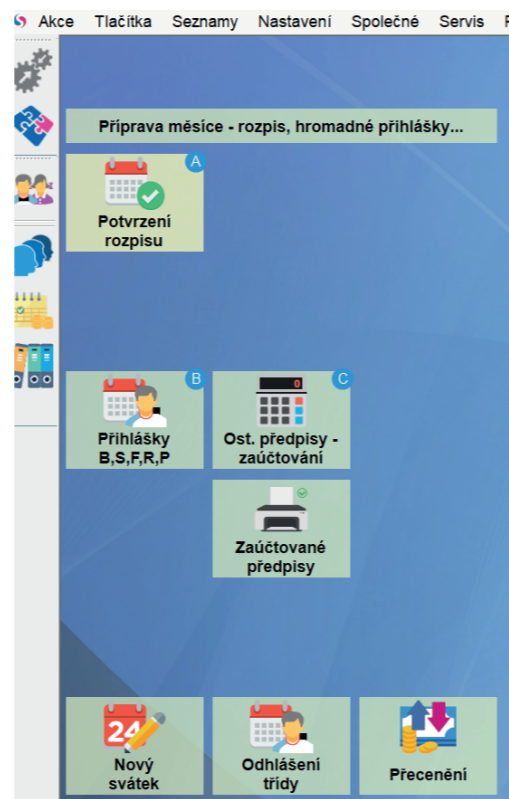 Akce Tlačítka Seznamy Nastavení Společné Servis
Příprava měsíce - rozpis, hromadné přihlášky...
A
Potvrzení
rozpisu
B
Přihlášky
B,S,F,R,P
C
0
Ost. předpisy -
zaúčtování
Zaúčtované
předpisy
24
Nový
svátek
Odhlášení
třídy
Přecenění